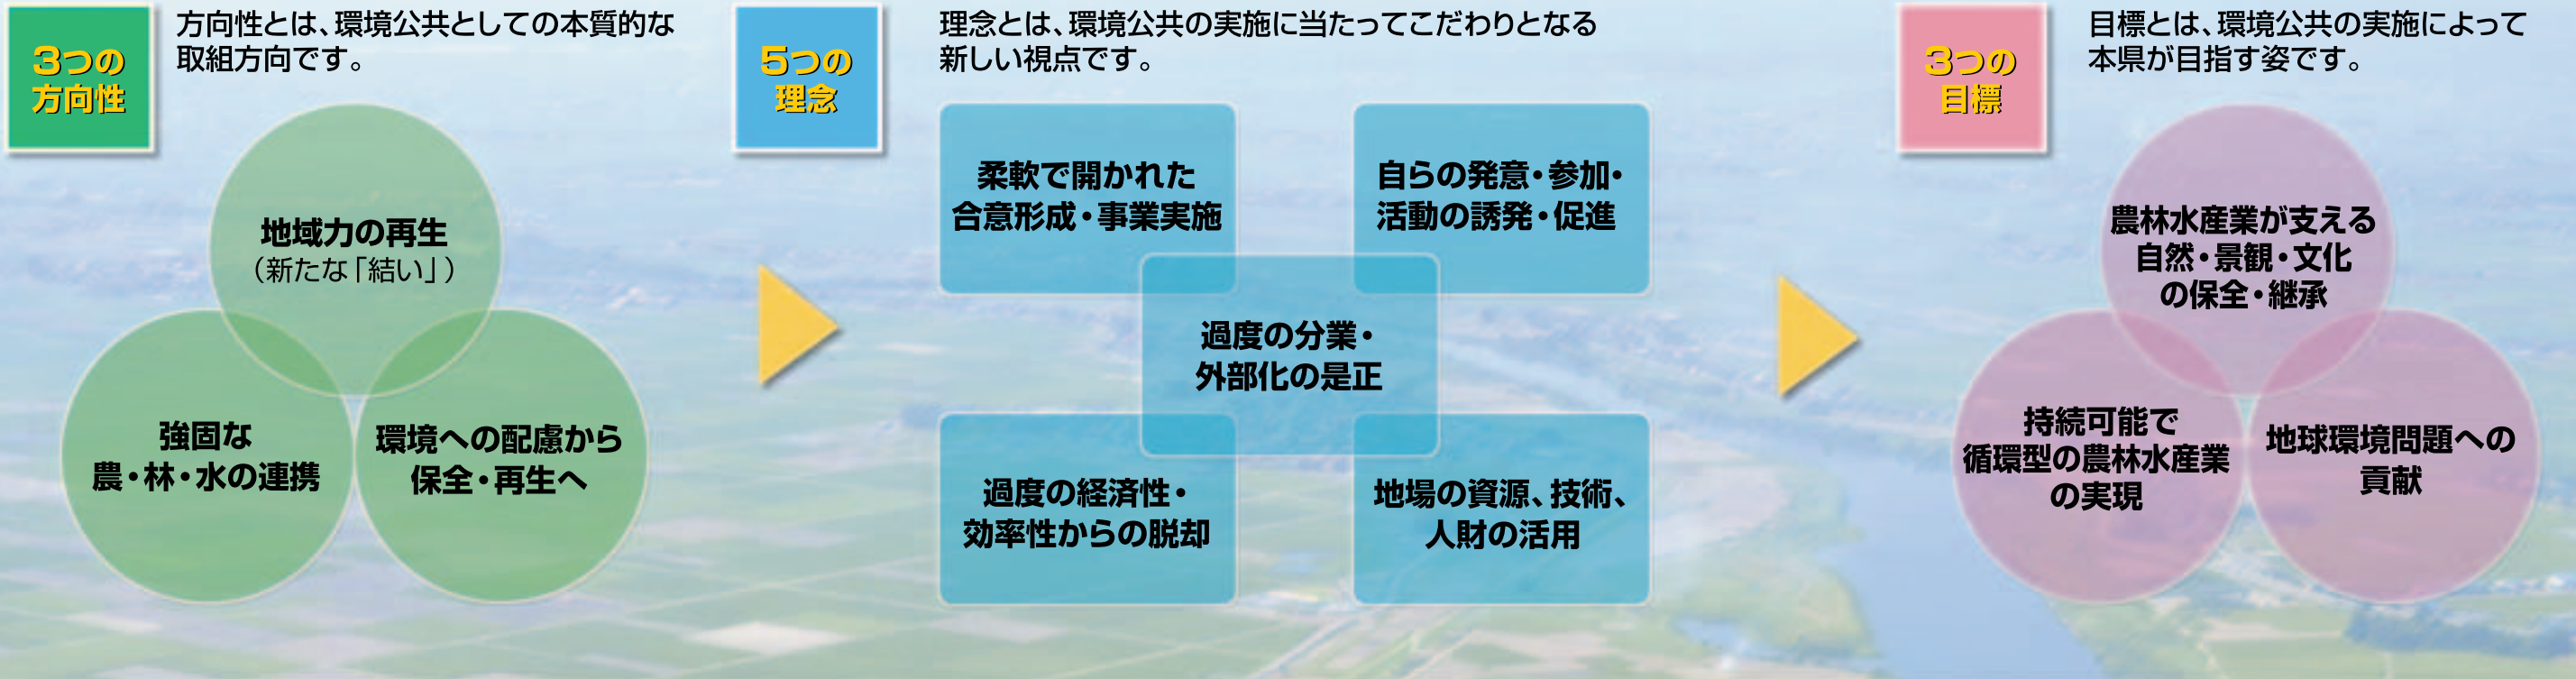 3つの
方向性
方向性とは、環境公共としての本質的な
取組方向です。
地域力の再生
（新たな「結い」）
強固な
農・林・水の連携
環境への配慮から
保全・再生へ
5つの
理念
理念とは、環境公共の実施に当たってこだわりとなる
新しい視点です。
柔軟で開かれた
合意形成・事業実施
自らの発意・参加・
活動の誘発・促進
過度の分業・
外部化の是正
過度の経済性・
効率性からの脱却
地場の資源、技術、
人財の活用
3つの
目標
目標とは、環境公共の実施によって
本県が目指す姿です。
農林水産業が支える
自然・景観・文化
の保全・継承
持続可能で
循環型の農林水産業
の実現
地球環境問題への
貢献